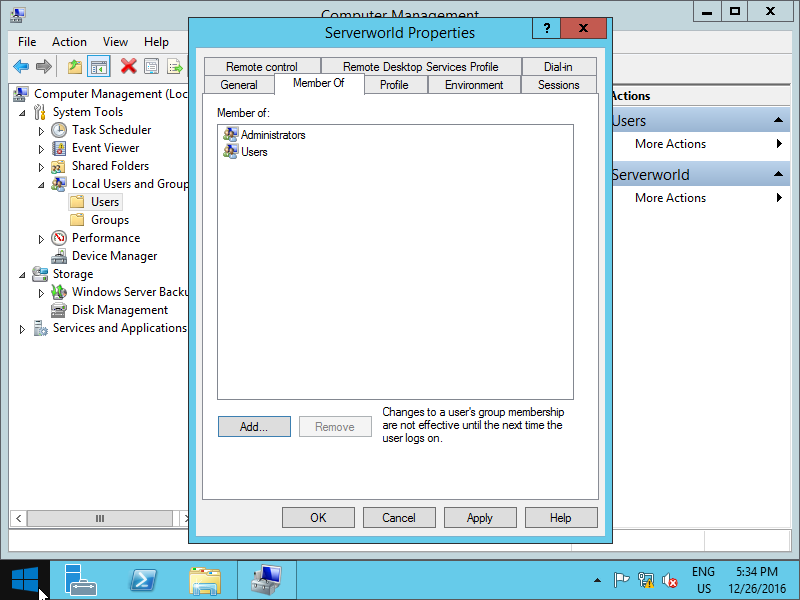 Computer Management
Serverworld Properties
? X
File Action View Help
Computer Management (Loc
System Tools
Task Scheduler
Event Viewer
Shared Folders
Local Users and Group
Users
Groups
Performance
Device Manager
Storage
Windows Server Backu
Disk Management
Services and Applications
Remote control Remote Desktop Services Profile Dial-in
General Member Of Profile Environment Sessions
Member of:
Administrators
Users
Add... Remove
Changes to a user's group membership
are not effective until the next time the
user logs on.
OK Cancel Apply Help
Actions
Users
More Actions
Serverworld
More Actions
ENG
US
5:34 PM
12/26/2016